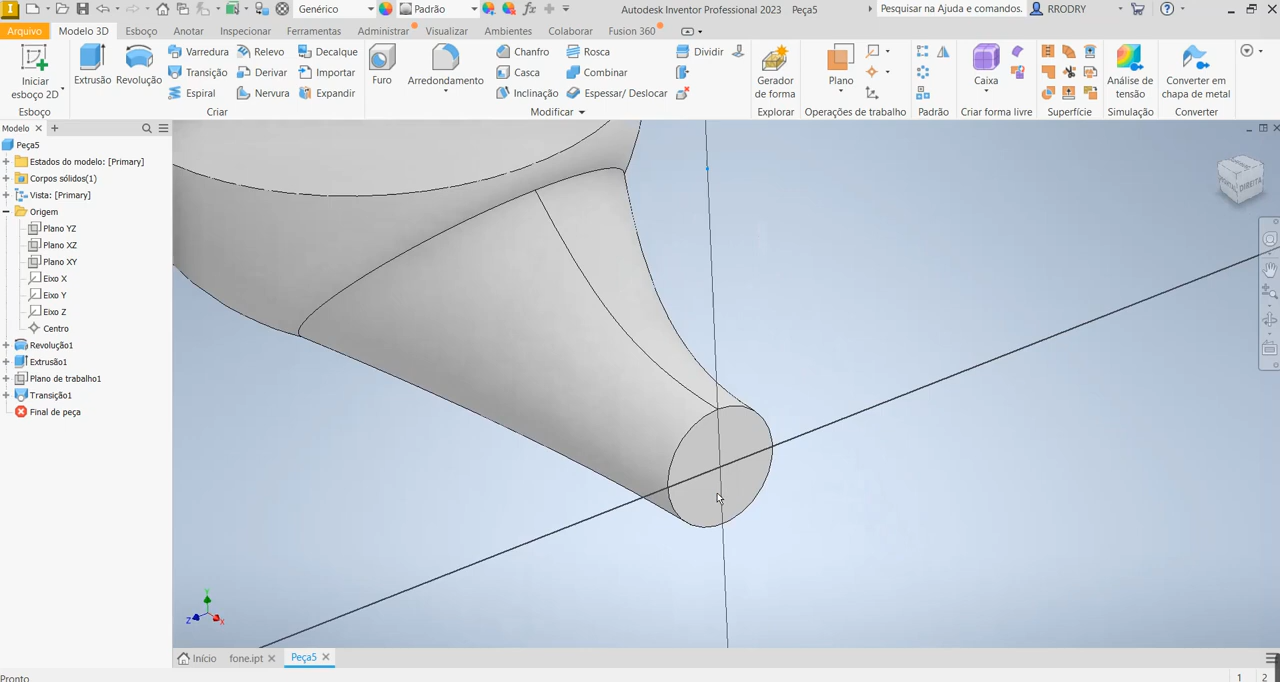 Genérico
Padrão
Autodesk Inventor Professional 2023 Peça5
Pesquisar na Ajuda e comandos.
RRODRY
Arquivo Modelo 3D Esboço Anotar Inspecionar Ferramentas Administrar Visualizar Ambientes Colaborar Fusion 360
Iniciar
esboço 2D
Extrusão
Revolução
Varredura
Relevo
Decalque
Transição
Derivar
Importar
Espiral
Nervura
Expandir
Furo
Arredondamento
Chanfro
Rosca
Dividir
Casca
Combinar
Inclinação
Espessar/ Deslocar
Gerador
de forma
Plano
Caixa
Análise de
tensão
Converter em
chapa de metal
Esboço Criar Modificar Explorar Operações de trabalho Padrão Criar forma livre Superfície Simulação Converter
Modelo
Peça5
Estados do modelo: [Primary]
Corpos sólidos(1)
Vista: [Primary]
Origem
Plano YZ
Plano XZ
Plano XY
Eixo X
Eixo Y
Eixo Z
Centro
Revolução1
Extrusão1
Plano de trabalho1
Transição1
Final de peça
DIREITA
Y
Z
X
Início fone.ipt Peça5
Pronto
1 2